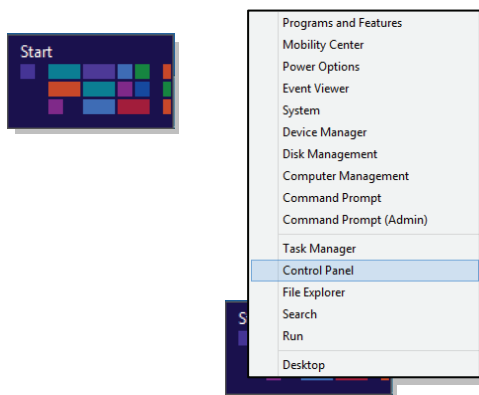 Start
Programs and Features
Mobility Center
Power Options
Event Viewer
System
Device Manager
Disk Management
Computer Management
Command Prompt
Command Prompt (Admin)
Task Manager
Control Panel
File Explorer
Search
Run
Desktop